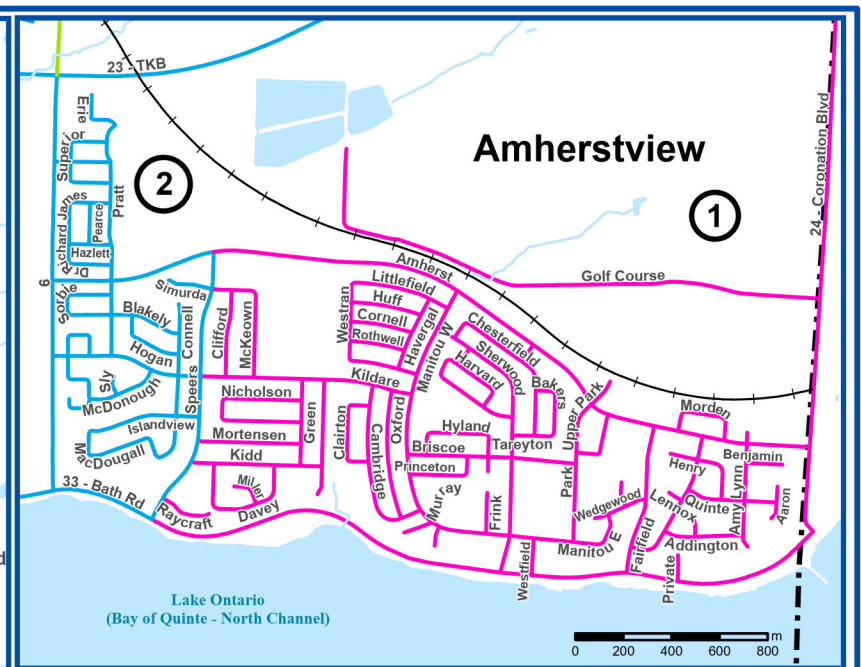 23 - TKB
Erie
Superior
2
Pratt
Amherstview
1
24 - Coronation Blvd
Richard James
Pearce
Hazlett
Dr
6
Sorbie
Simurda
Blakely
Connell
Hogan
Clifford
McKeown
Amherst
Golf Course
Littlefield
Huff
Cornell
Rothwell
Westran
Havergal
Manitou W
Chesterfield
Sherwood
Harvard
Bakers
Upper Park
Kildare
Sly
McDonough
Speers
Nicholson
Green
Clairton
Cambridge
Oxford
Hyland
Briscoe
Tareyton
Princeton
Morden
Islandview
Mortensen
Kidd
MacDougall
33 - Bath Rd
Raycraft
Miller
Davey
Murray
Frink
Park
Wedgewood
Westfield
Manitou E
Fairfield
Henry
Lennox
Quinte
Amy Lynn
Benjamin
Aaron
Addington
Private
d
Lake Ontario
(Bay of Quinte - North Channel)
m
0 200 400 600 800